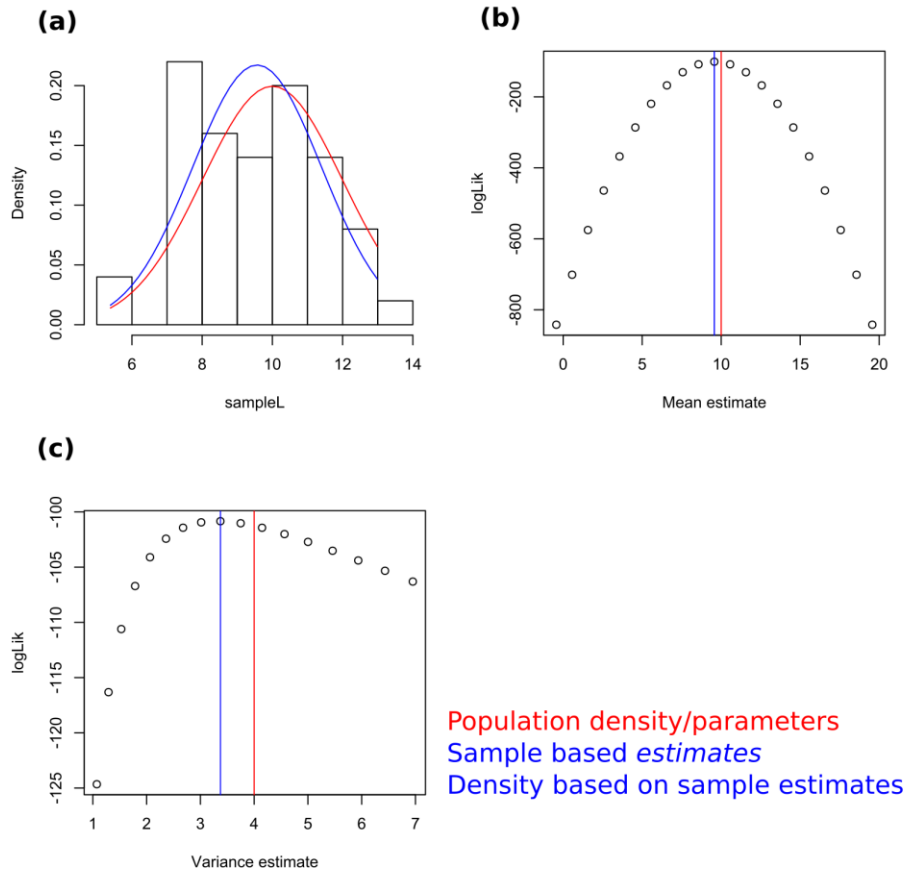 (a)
Density
0.00 0.05 0.10 0.15 0.20
6 8 10 12 14
sampleL
(b)
logLik
-800 -600 -400 -200
0 5 10 15 20
Mean estimate
(c)
logLik
-125 -120 -115 -110 -105 -100
1 2 3 4 5 6 7
Variance estimate
Population density/parameters
Sample based estimates
Density based on sample estimates